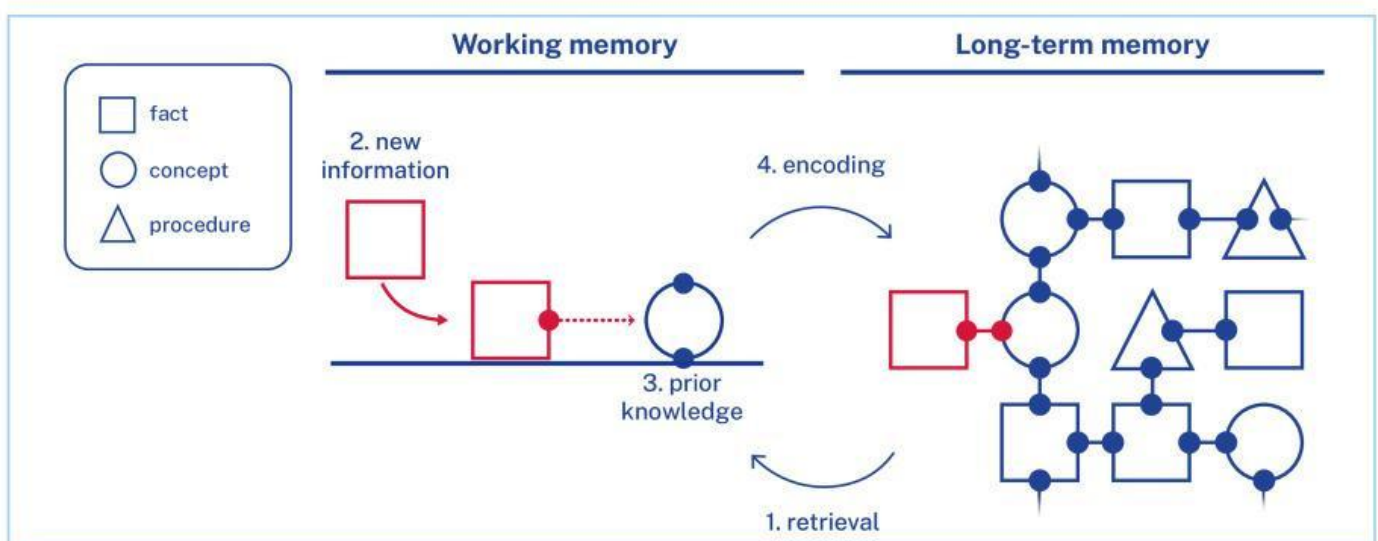 Working memory
Long-term memory
fact
concept
procedure
2. new
information
4. encoding
3. prior
knowledge
1. retrieval